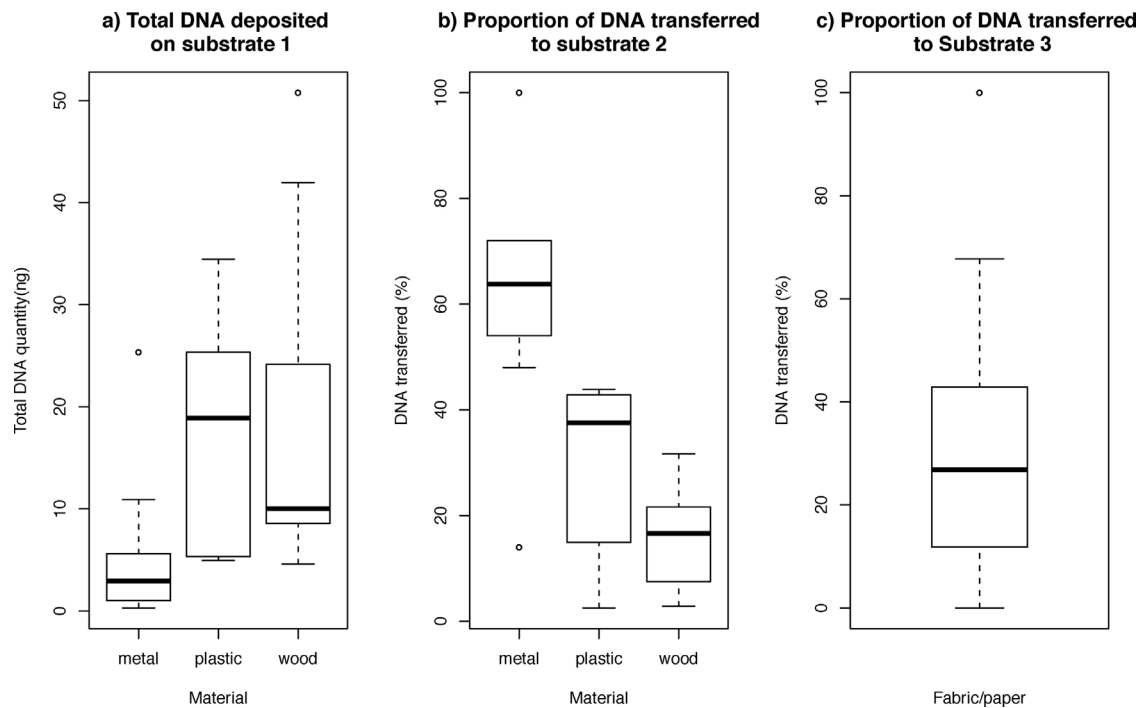 a) Total DNA deposited
on substrate 1
Total DNA quantity(ng)
50
40
30
20
10
0
metal plastic wood
Material
b) Proportion of DNA transferred
to substrate 2
DNA transferred (%)
100
80
60
40
20
0
metal plastic wood
Material
c) Proportion of DNA transferred
to Substrate 3
DNA transferred (%)
100
80
60
40
20
0
Fabric/paper